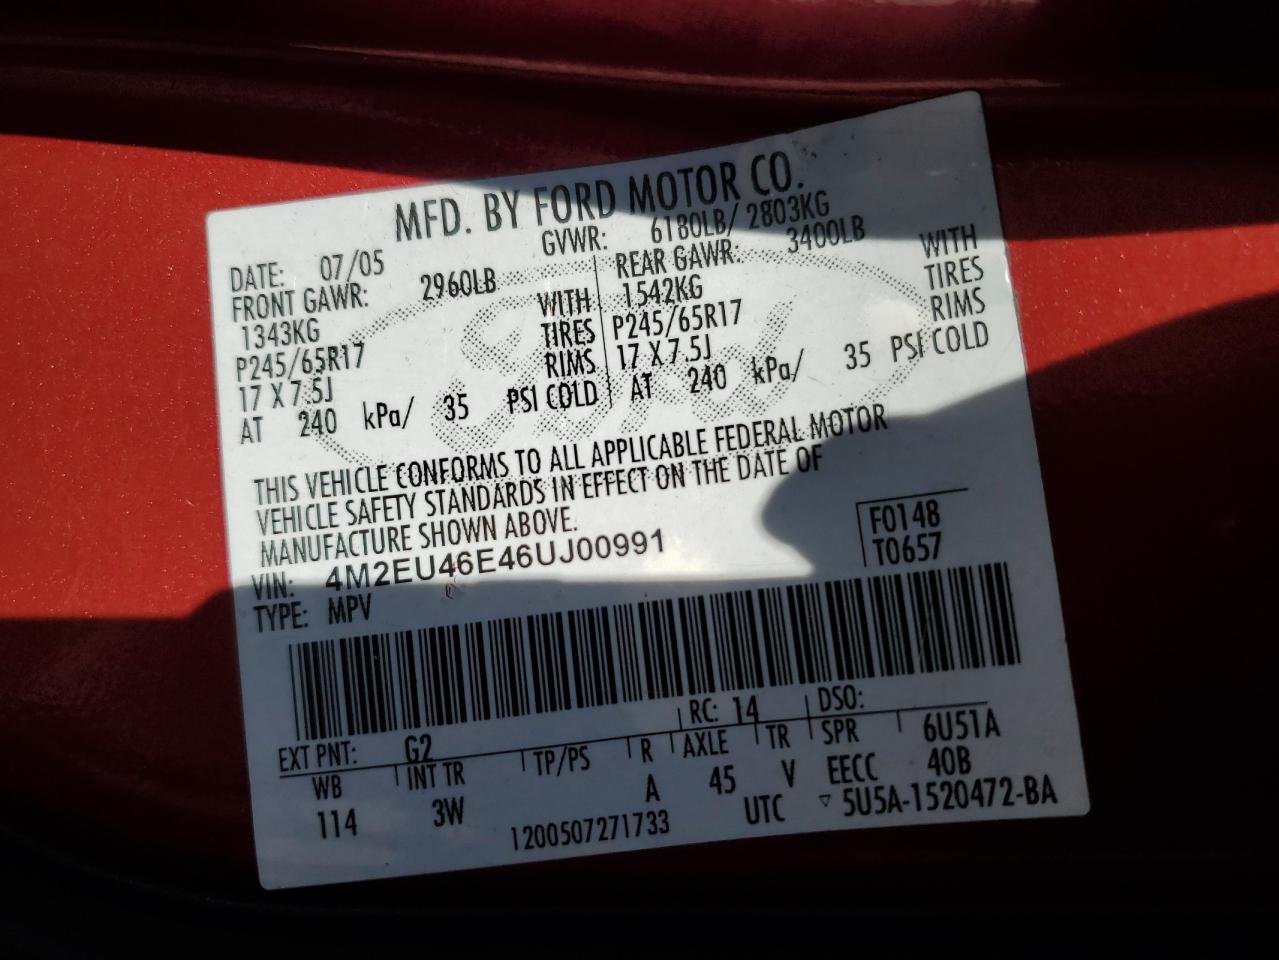 MFD. BY FORD MOTOR CO.
DATE: 07/05 GVWR: 6180LB/ 2803KG
FRONT GAWR: 2960LB REAR GAWR: 3400LB
1343KG WITH 1542KG WITH
P245/65R17 TIRES P245/65R17 TIRES
17 X 7.5J RIMS 17 X 7.5J RIMS
AT 240 kPa/ 35 PSI COLD AT 240 kPa/ 35 PSI COLD
THIS VEHICLE CONFORMS TO ALL APPLICABLE FEDERAL MOTOR
VEHICLE SAFETY STANDARDS IN EFFECT ON THE DATE OF
MANUFACTURE SHOWN ABOVE.
VIN: 4M2EU46E46UJ00991 F0148
TYPE: MPV T0657
EXT PNT: G2 RC: 14 DSO:
WB INT TR TP/PS R AXLE TR SPR 6U51A
114 3W A 45 V EECC 40B
1200507271733 UTC ▽ 5U5A-1520472-BA
Ford